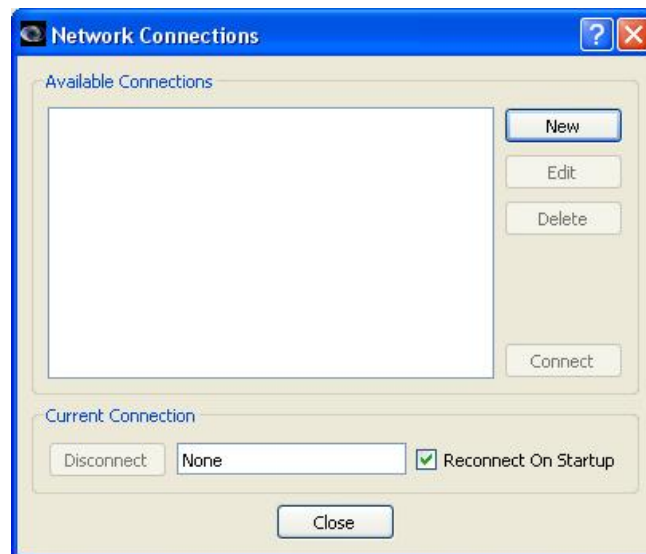 Network Connections
?
Available Connections
New
Edit
Delete
Connect
Current Connection
Disconnect
None
Reconnect On Startup
Close